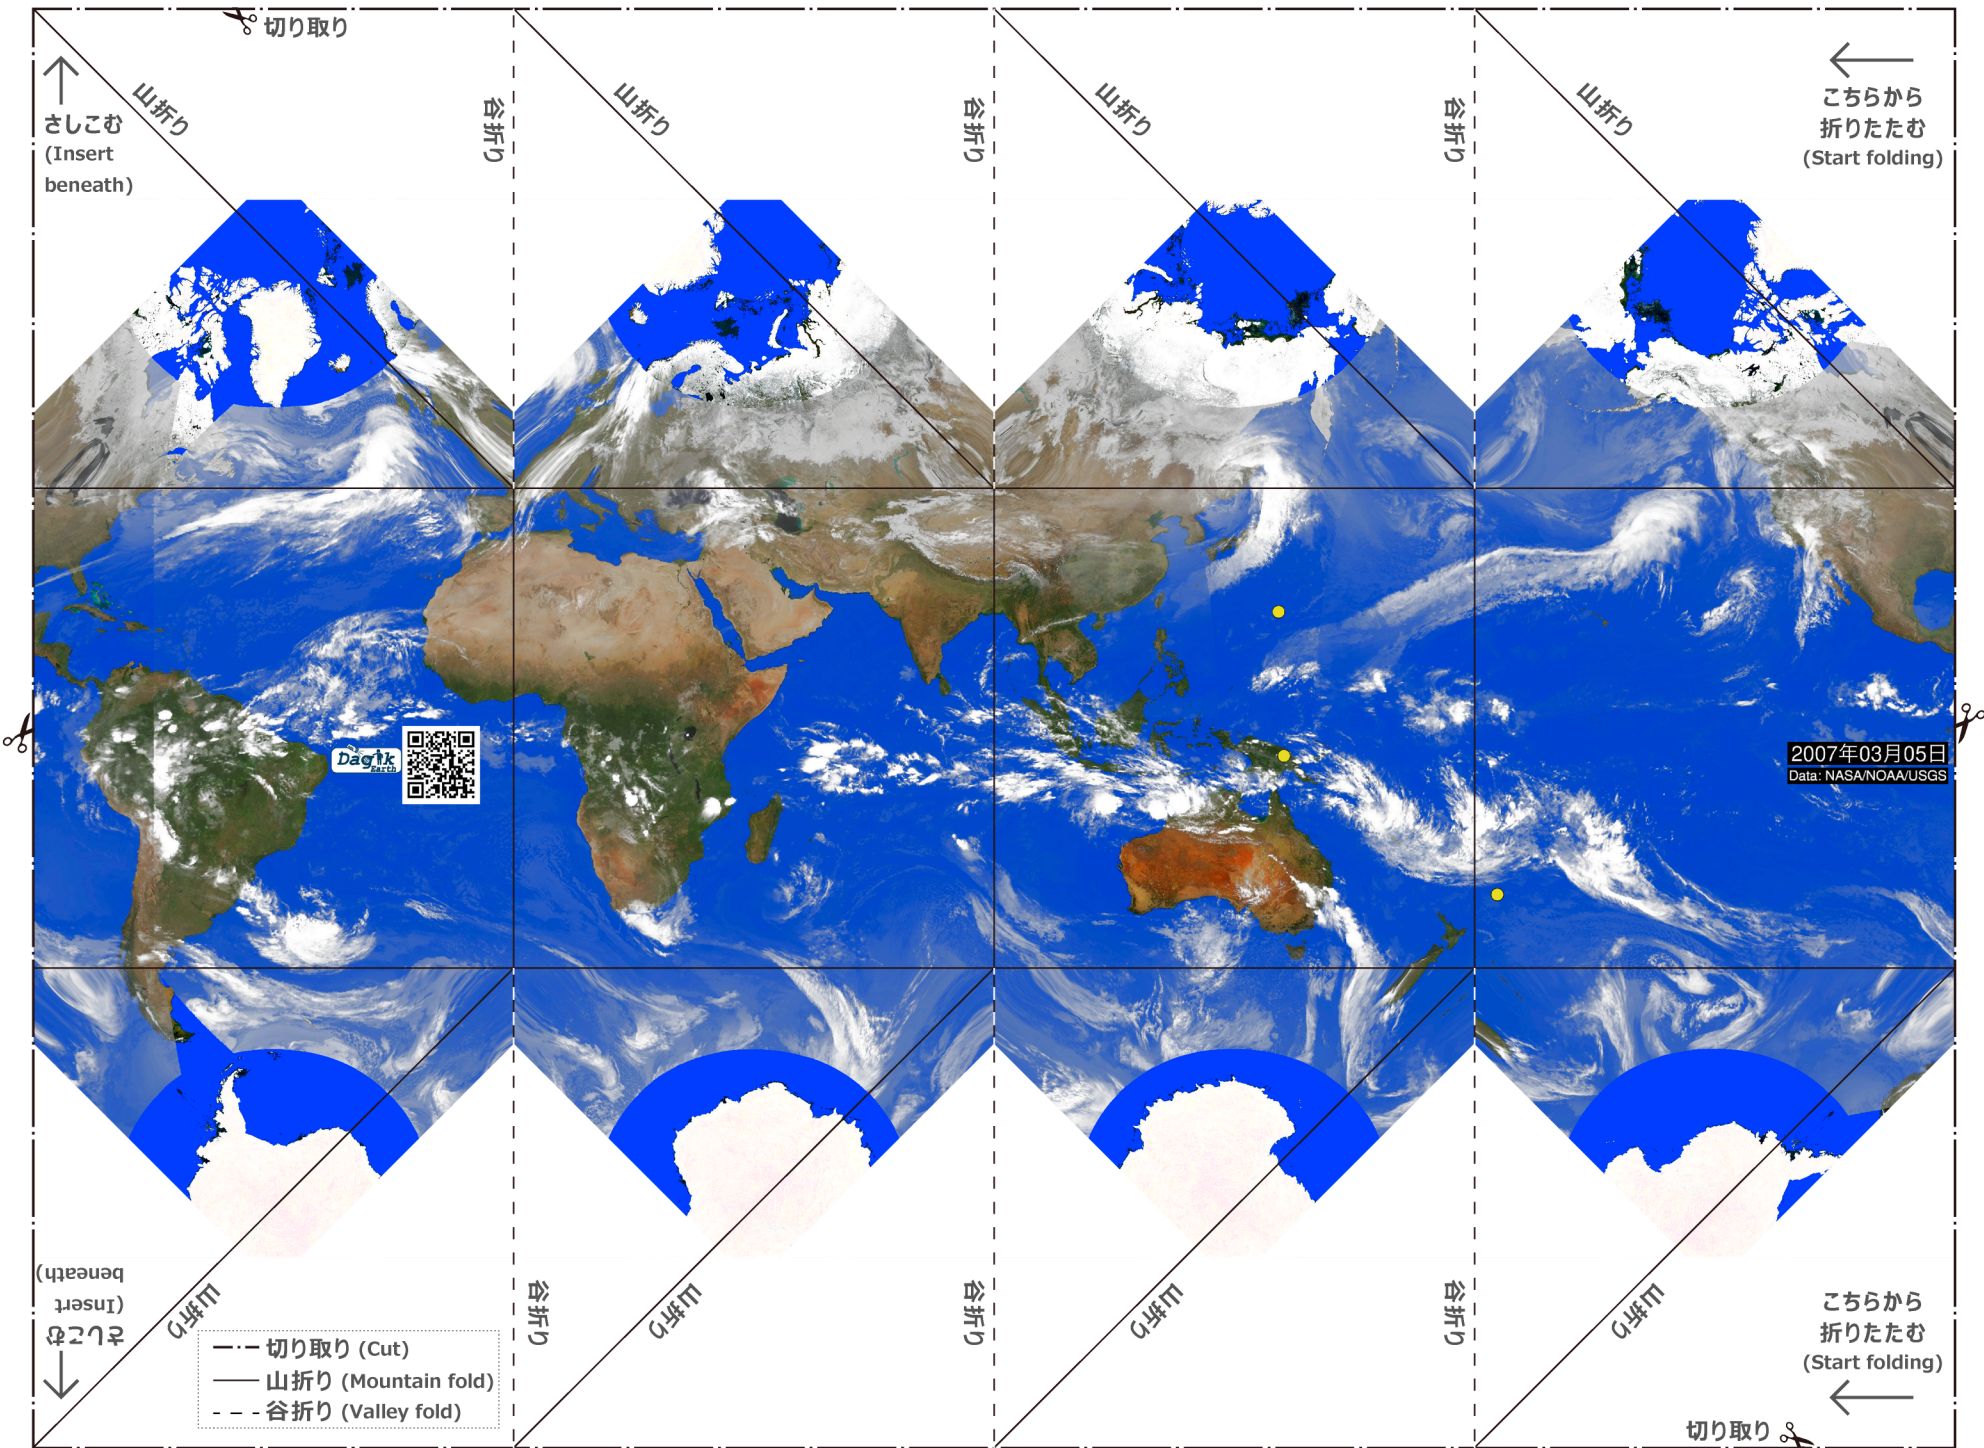 切り取り
さしこむ
(Insert
beneath)
山折り
谷折り
山折り
谷折り
山折り
谷折り
山折り
こちらから
折りたたむ
(Start folding)
Dagik
Earth
2007年03月05日
Data: NASA/NOAA/USGS
さしこむ
(Insert
beneath)
山折り
谷折り
山折り
谷折り
山折り
谷折り
山折り
こちらから
折りたたむ
(Start folding)
切り取り (Cut)
山折り (Mountain fold)
谷折り (Valley fold)
切り取り